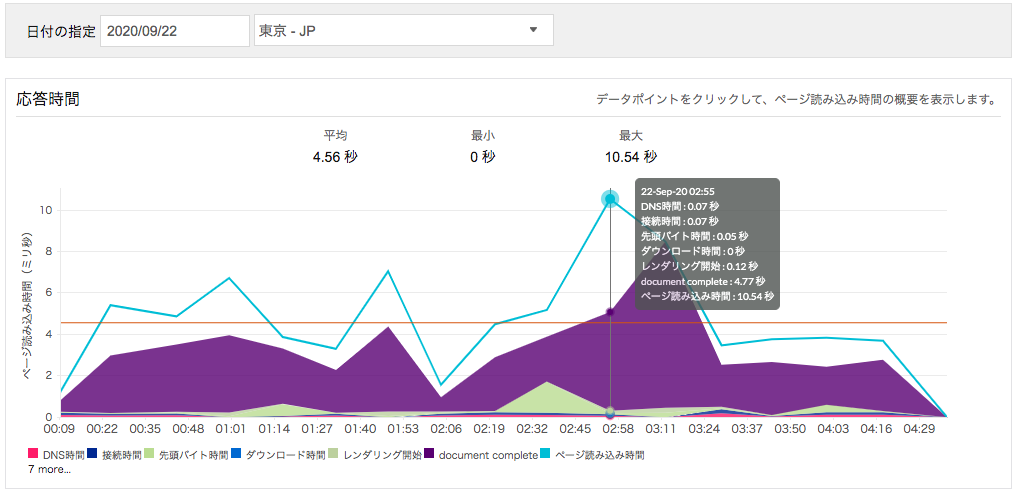 日付の指定 2020/09/22 東京 - JP
応答時間 データポイントをクリックして、ページ読み込み時間の概要を表示します。
平均 最小 最大
4.56 秒 0 秒 10.54 秒
22-Sep-20 02:55
DNS時間 : 0.07 秒
接続時間 : 0.07 秒
先頭バイト時間 : 0.05 秒
ダウンロード時間 : 0 秒
レンダリング開始 : 0.12 秒
document complete : 4.77 秒
ページ読み込み時間 : 10.54 秒
ページ読み込み時間（ミリ秒）
10
8
6
4
2
0
00:09 00:22 00:35 00:48 01:01 01:14 01:27 01:40 01:53 02:06 02:19 02:32 02:45 02:58 03:11 03:24 03:37 03:50 04:03 04:16 04:29
DNS時間 接続時間 先頭バイト時間 ダウンロード時間 レンダリング開始 document complete ページ読み込み時間
7 more...